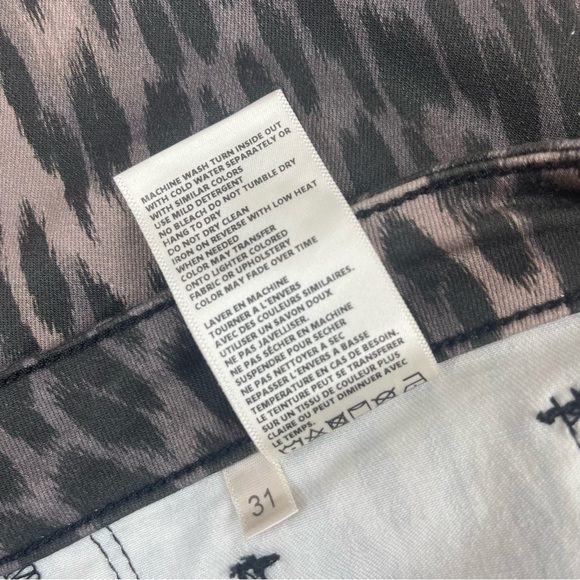 MACHINE WASH TURN INSIDE OUT
WITH COLD WATER SEPARATELY OR
WITH SIMILAR COLORS
USE MILD DETERGENT
NO BLEACH DO NOT TUMBLE DRY
HANG TO DRY
DO NOT DRY CLEAN
IRON ON REVERSE WITH LOW HEAT
WHEN NEEDED
COLOR MAY TRANSFER
ONTO LIGHTER COLORED
FABRIC OR UPHOLSTERY
COLOR MAY FADE OVER TIME
LAVER EN MACHINE
TOURNER A L'ENVERS
AVEC DES COULEURS SIMILAIRES.
UTILISER UN SAVON DOUX
NE PAS JAVELLISER.
NE PAS SÉCHER EN MACHINE
SUSPENDRE POUR SÉCHER
NE PAS NETTOYER À SEC
REPASSER L'ENVERS À BASSE
TEMPERATURE EN CAS DE BESOIN.
LE TEINTURE PEUT SE TRANSFERER
SUR UN TISSU DE COULEUR PLUS
CLAIRE OU PEUT DIMINUER AVEC
LE TEMPS.
31